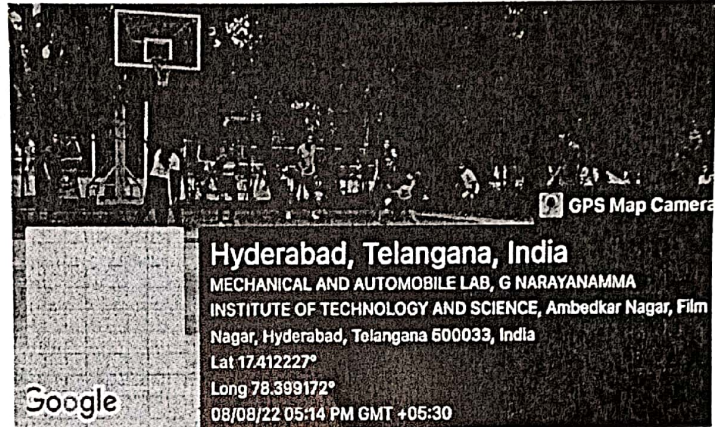 GPS Map Camera
Hyderabad, Telangana, India
MECHANICAL AND AUTOMOBILE LAB, G NARAYANAMMA
INSTITUTE OF TECHNOLOGY AND SCIENCE, Ambedkar Nagar, Film
Nagar, Hyderabad, Telangana 500033, India
Lat 17.412227°
Long 78.399172°
08/08/22 05:14 PM GMT +05:30
Google